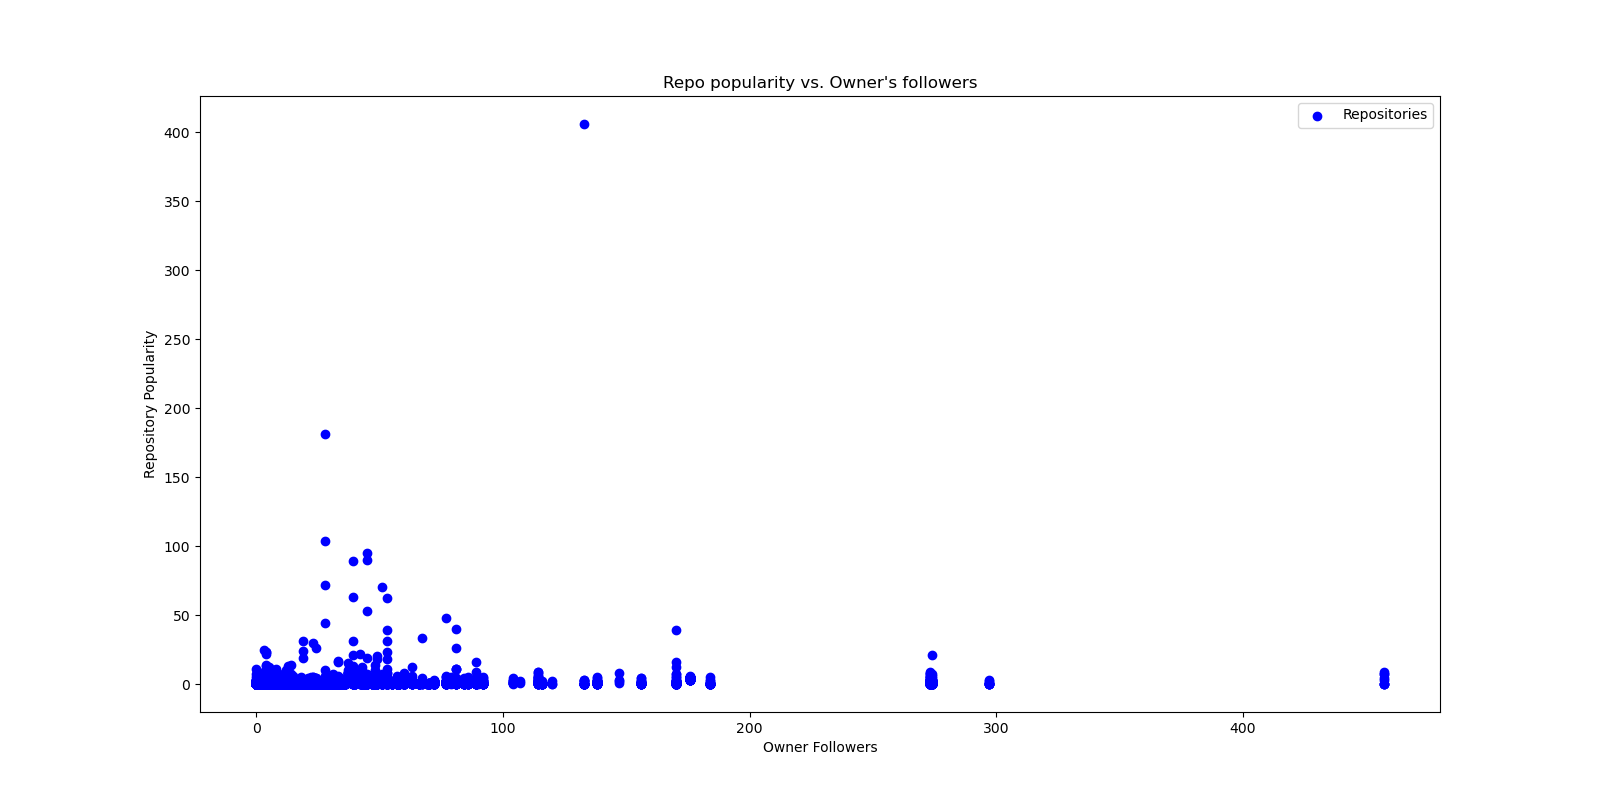 Repo popularity vs. Owner's followers
Repositories
400
350
300
250
200
150
100
50
0
Repository Popularity
0 100 200 300 400
Owner Followers